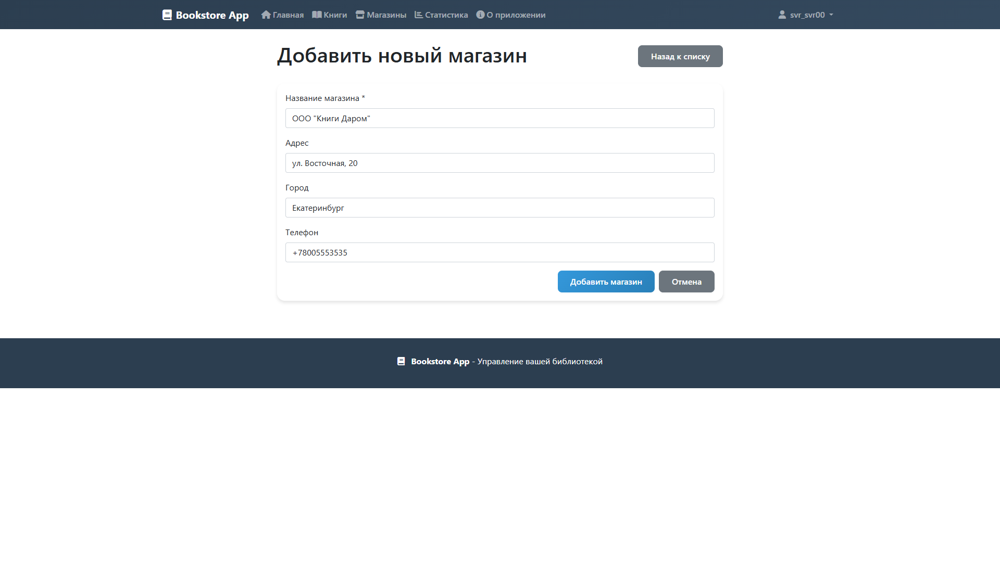 Bookstore App Главная Книги Магазины Статистика О приложении svr_svr00
Добавить новый магазин Назад к списку
Название магазина *
ООО "Книги Даром"
Адрес
ул. Восточная, 20
Город
Екатеринбург
Телефон
+78005553535
Добавить магазин Отмена
Bookstore App - Управление вашей библиотекой